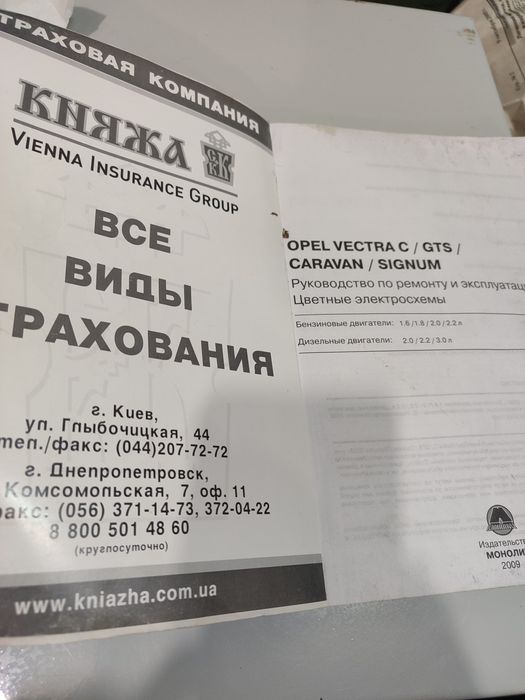 ТРАХОВАЯ КОМПАНИЯ
КНЯЖА
VIENNA INSURANCE GROUP
ВСЕ
ВИДЫ
ТРАХОВАНИЯ
г. Киев,
ул. Глыбочицкая, 44
тел./факс: (044)207-72-72
г. Днепропетровск,
Комсомольская, 7, оф. 11
акс: (056) 371-14-73, 372-04-22
8 800 501 48 60
(круглосуточно)
www.kniazha.com.ua
OPEL VECTRA C / GTS /
CARAVAN / SIGNUM
Руководство по ремонту и эксплуатац
Цветные электросхемы
Бензиновые двигатели: 1.6 / 1.8 / 2.0 / 2.2 л
Дизельные двигатели: 2.0 / 2.2 / 3.0 л
Издательств
МОНОЛИ
2009